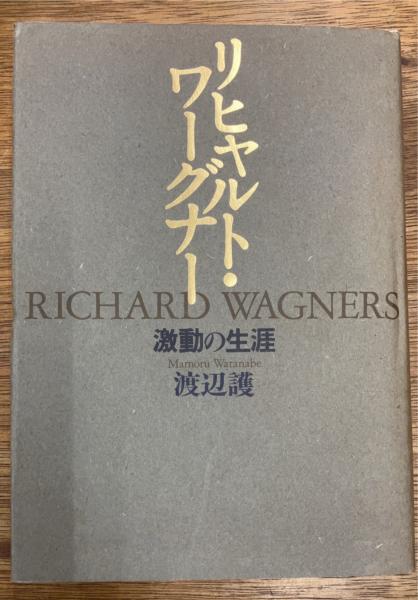 リヒャルト・
ワーグナー
RICHARD WAGNERS
激動の生涯
Mamoru Watanabe
渡辺護